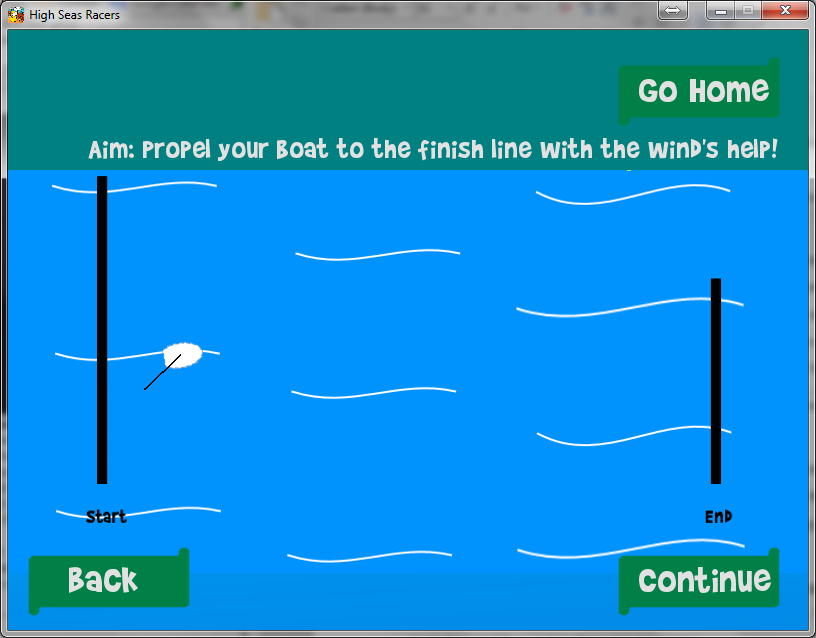 High Seas Racers
Go Home
Aim: Propel your Boat to the finish line with the wind's help!
Start
End
Back
Continue